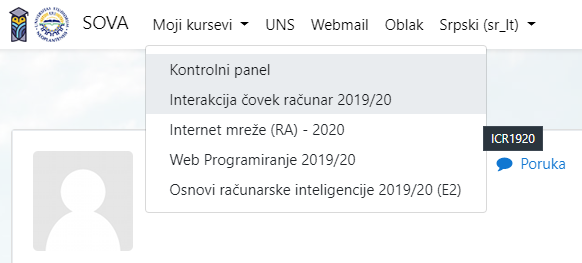 SOVA Moji kursevi UNS Webmail Oblak Srpski (sr_lt)
Kontrolni panel
Interakcija čovek računar 2019/20
Internet mreže (RA) - 2020
ICR1920
Web Programiranje 2019/20
Poruka
Osnovi računarske inteligencije 2019/20 (E2)